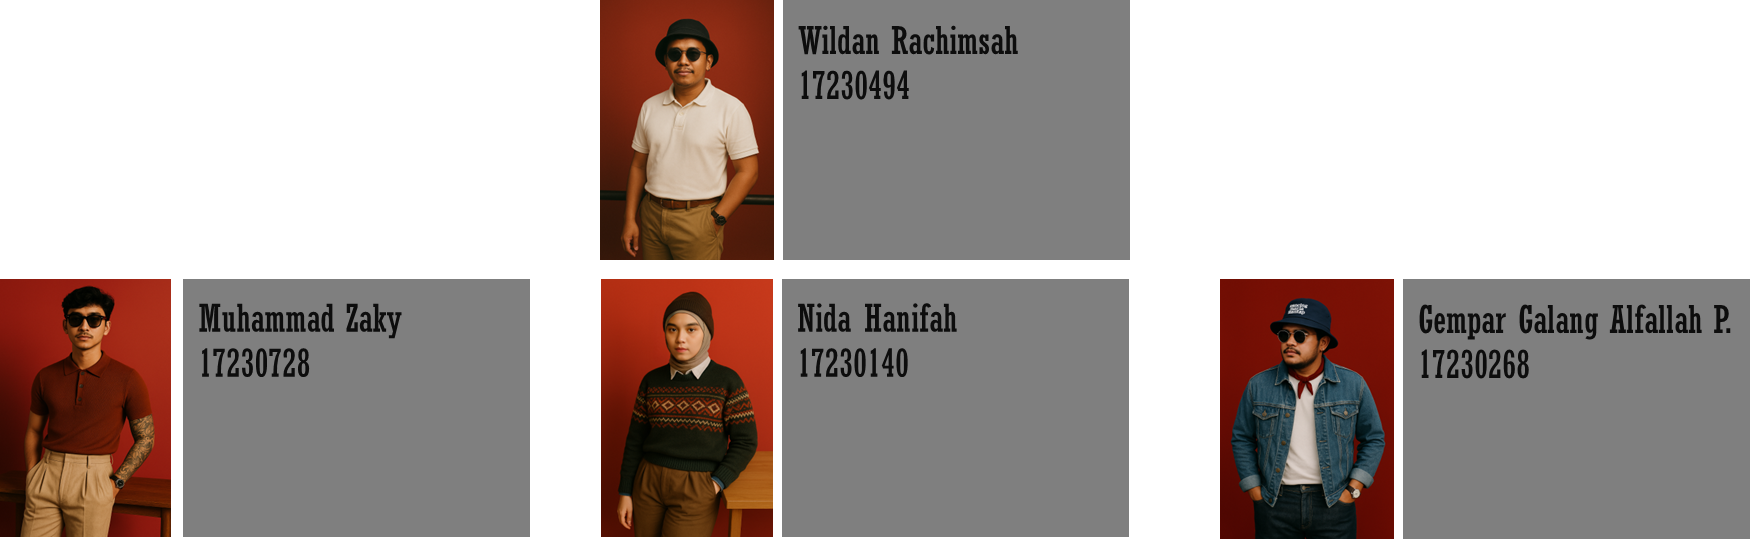 Wildan Rachimsah
17230494
Muhammad Zaky
17230728
Nida Hanifah
17230140
Gempar Galang Alfallah P.
17230268